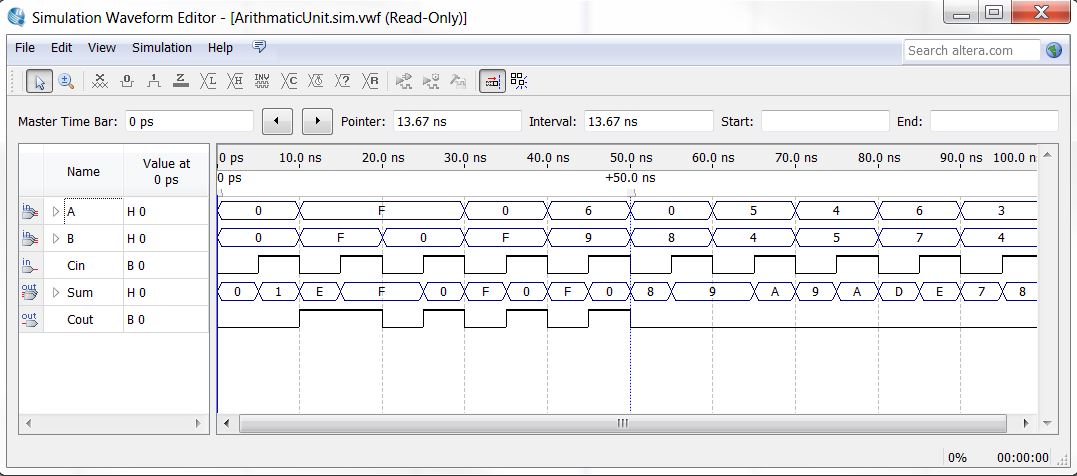 Simulation Waveform Editor - [ArithmaticUnit.sim.vwf (Read-Only)]
File Edit View Simulation Help Search altera.com
Master Time Bar: 0 ps Pointer: 13.67 ns Interval: 13.67 ns Start: End:
Name Value at 0 ps
0 ps 10.0 ns 20.0 ns 30.0 ns 40.0 ns 50.0 ns 60.0 ns 70.0 ns 80.0 ns 90.0 ns 100.0 n
0 ps +50.0 ns
in A H 0 0 F 0 6 0 5 4 6 3
in B H 0 0 F 0 F 9 8 4 5 7 4
in Cin B 0
out Sum H 0 0 1 E F 0 F 0 F 0 8 9 A 9 A D E 7 8
out Cout B 0
0% 00:00:00